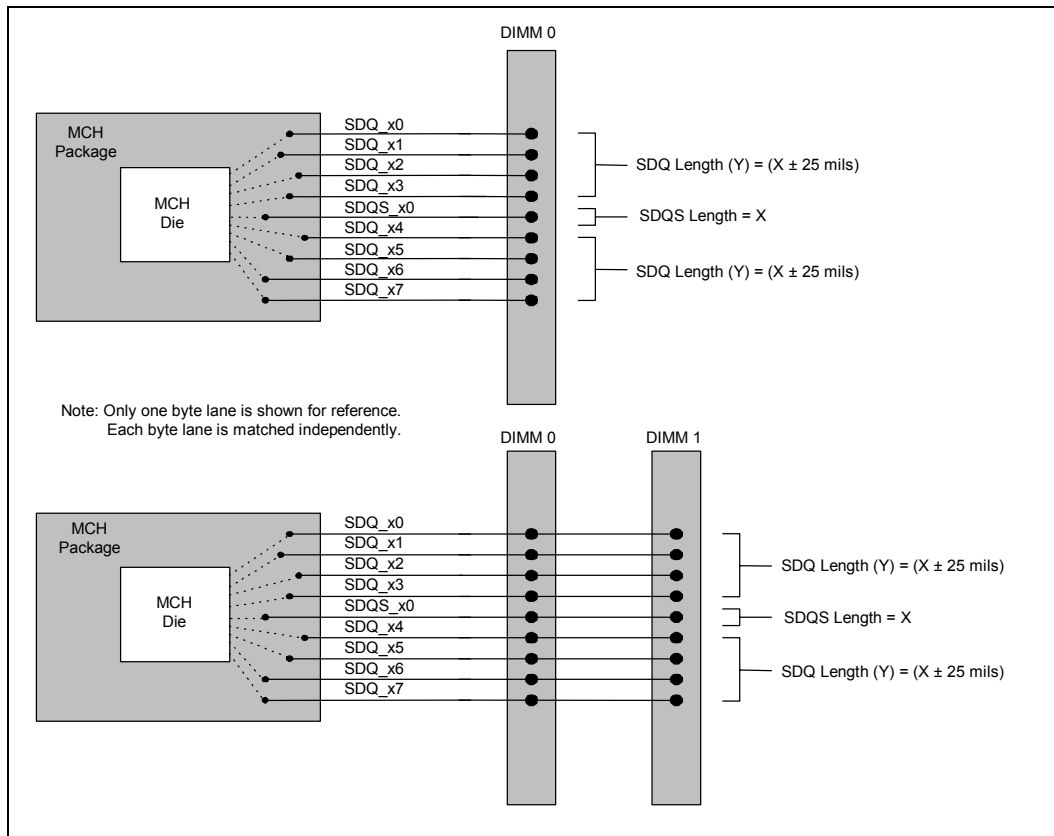 DIMM 0
MCH
Package
MCH
Die
SDQ_x0
SDQ_x1
SDQ_x2
SDQ_x3
SDQS_x0
SDQ_x4
SDQ_x5
SDQ_x6
SDQ_x7
SDQ Length (Y) = (X ± 25 mils)
SDQS Length = X
SDQ Length (Y) = (X ± 25 mils)
Note: Only one byte lane is shown for reference.
Each byte lane is matched independently.
DIMM 0
DIMM 1
MCH
Package
MCH
Die
SDQ_x0
SDQ_x1
SDQ_x2
SDQ_x3
SDQS_x0
SDQ_x4
SDQ_x5
SDQ_x6
SDQ_x7
SDQ Length (Y) = (X ± 25 mils)
SDQS Length = X
SDQ Length (Y) = (X ± 25 mils)